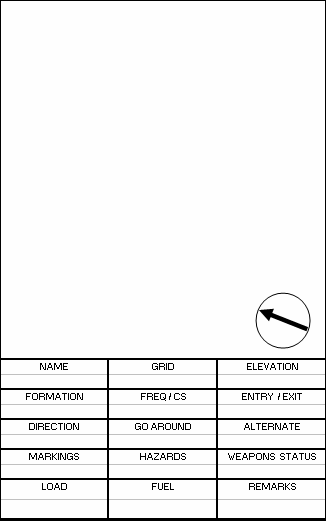 NAME GRID ELEVATION
FORMATION FREQ / CS ENTRY / EXIT
DIRECTION GO AROUND ALTERNATE
MARKINGS HAZARDS WEAPONS STATUS
LOAD FUEL REMARKS